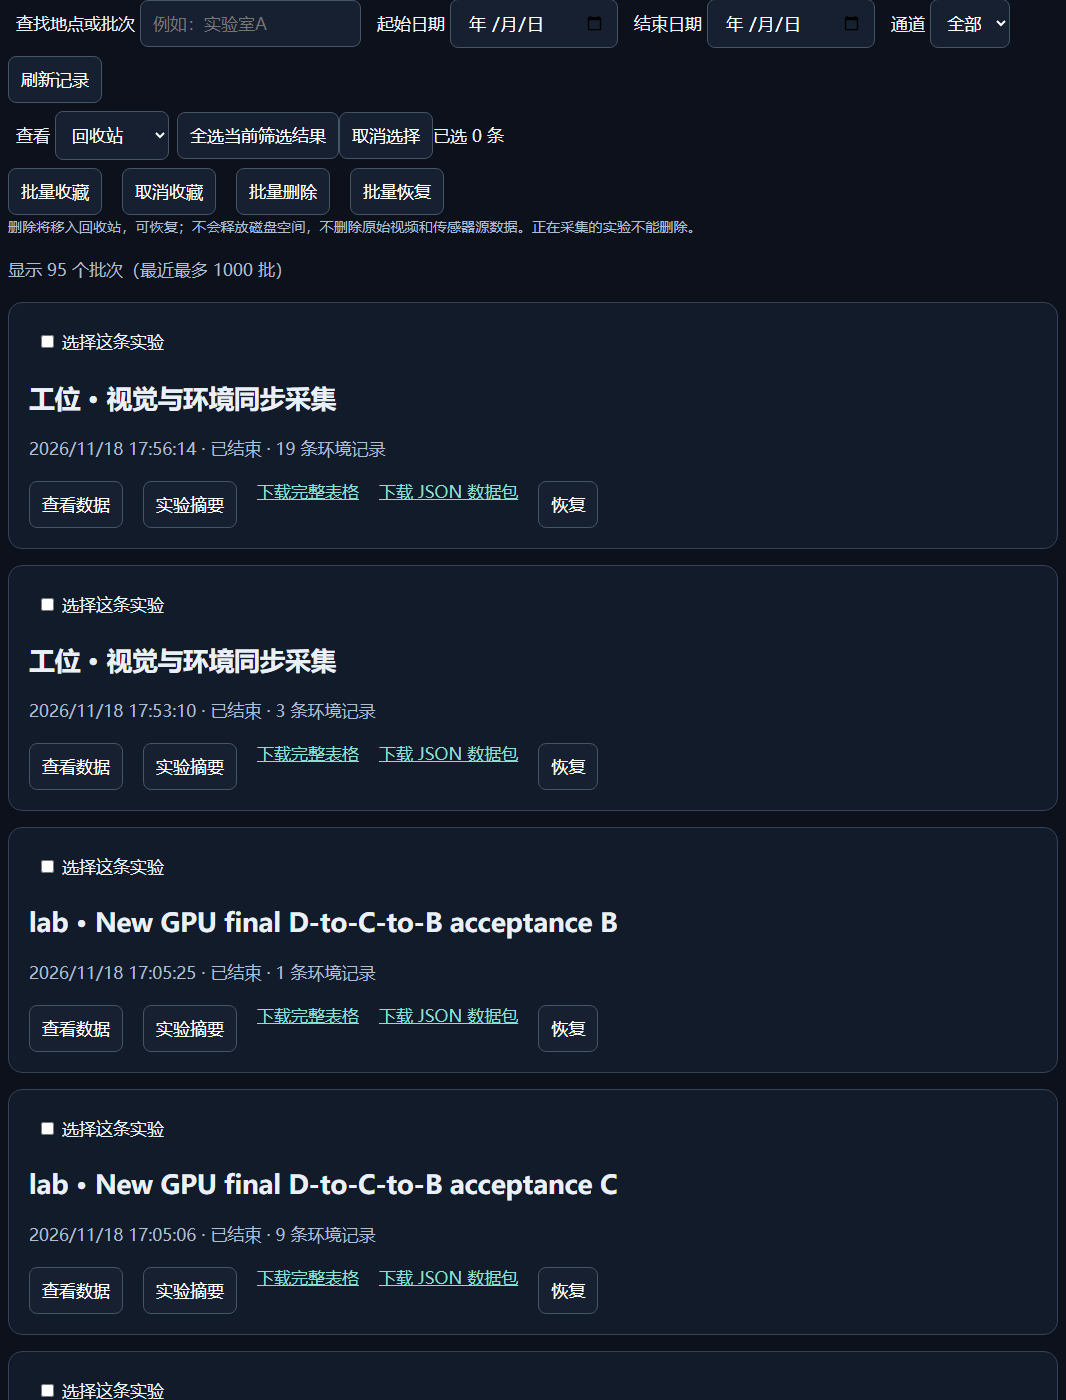 查找地点或批次 例如：实验室A 起始日期 年 /月/日 结束日期 年 /月/日 通道 全部
刷新记录
查看 回收站 全选当前筛选结果 取消选择 已选 0 条
批量收藏 取消收藏 批量删除 批量恢复
删除将移入回收站，可恢复；不会释放磁盘空间，不删除原始视频和传感器源数据。正在采集的实验不能删除。
显示 95 个批次（最近最多 1000 批）
选择这条实验
工位 • 视觉与环境同步采集
2026/11/18 17:56:14 · 已结束 · 19 条环境记录
查看数据 实验摘要 下载完整表格 下载 JSON 数据包 恢复
选择这条实验
工位 • 视觉与环境同步采集
2026/11/18 17:53:10 · 已结束 · 3 条环境记录
查看数据 实验摘要 下载完整表格 下载 JSON 数据包 恢复
选择这条实验
lab • New GPU final D-to-C-to-B acceptance B
2026/11/18 17:05:25 · 已结束 · 1 条环境记录
查看数据 实验摘要 下载完整表格 下载 JSON 数据包 恢复
选择这条实验
lab • New GPU final D-to-C-to-B acceptance C
2026/11/18 17:05:06 · 已结束 · 9 条环境记录
查看数据 实验摘要 下载完整表格 下载 JSON 数据包 恢复
选择这条实验